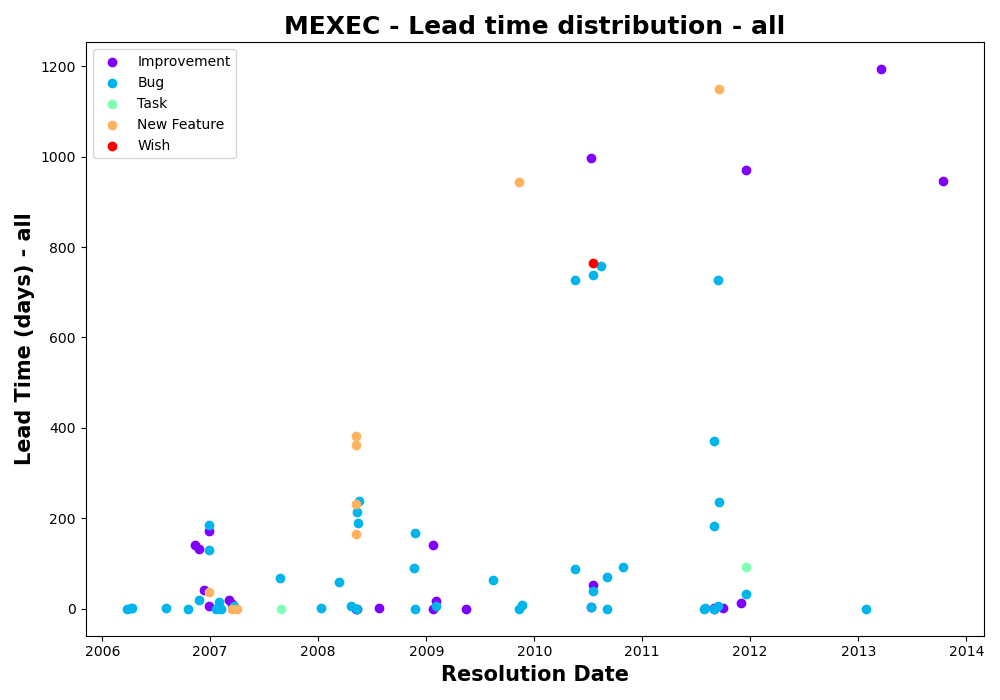 MEXEC - Lead time distribution - all
Improvement
Bug
Task
New Feature
Wish
Lead Time (days) - all
1200
1000
800
600
400
200
0
2006 2007 2008 2009 2010 2011 2012 2013 2014
Resolution Date